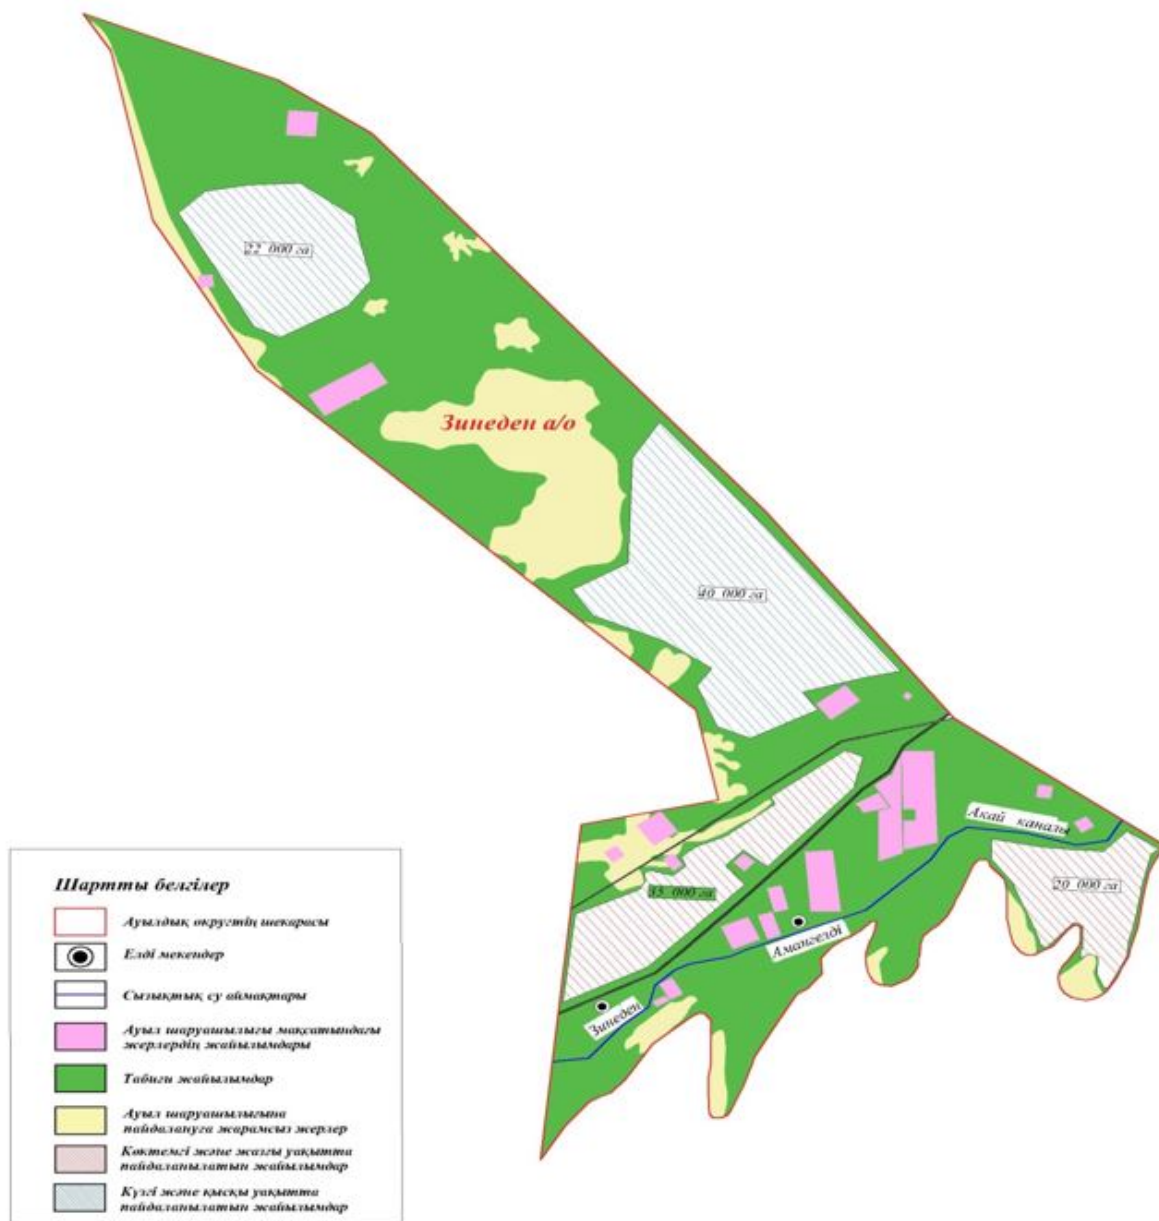 22 000 га
Зинеден а/о
40 000 га
Акай каналы
000 га
20 000 га
Амангелді
Зинеден
Шартты белгілер
Ауылдық округтің шекарасы
Елді мекендер
Сызықтық су аймақтары
Ауыл шаруашылығы мақсатындағы
жерлердің жайылымдары
Табиғи жайылымдар
Ауыл шаруашылығына
пайдалануға жарамсыз жерлер
Көктемгі және жазғы уақытта
пайдаланылатын жайылымдар
Күзгі және қысқы уақытта
пайдаланылатын жайылымдар